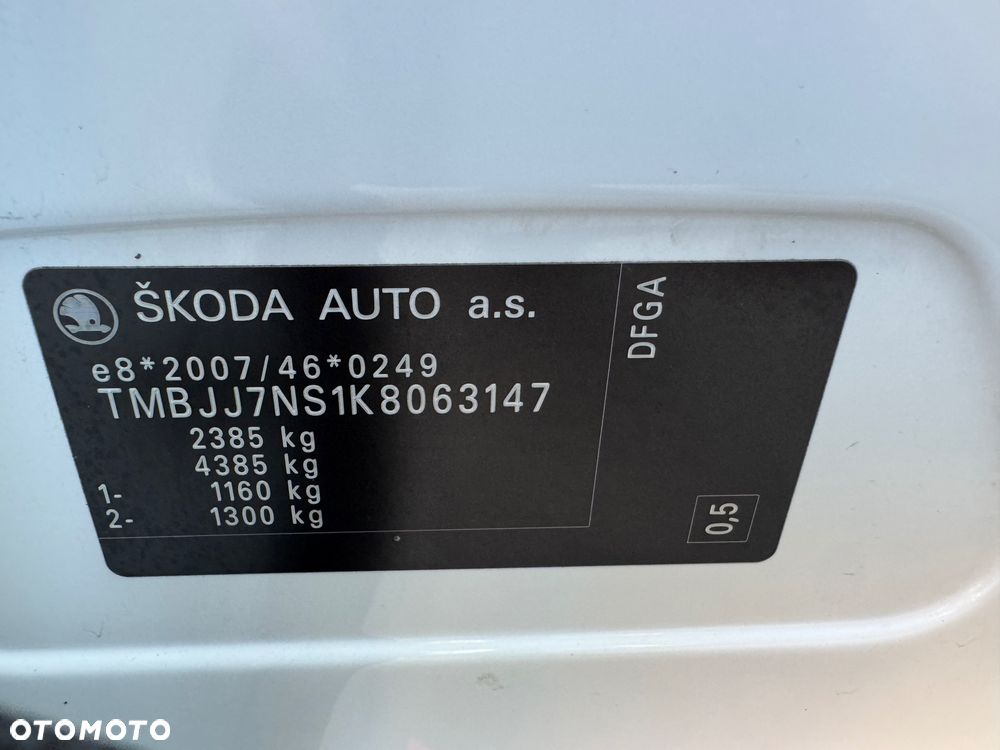 ŠKODA AUTO a.s.
e8*2007/46*0249
TMBJJ7NS1K8063147
2385 kg
4385 kg
1- 1160 kg
2- 1300 kg
DFGA
0,5
OTOMOTO